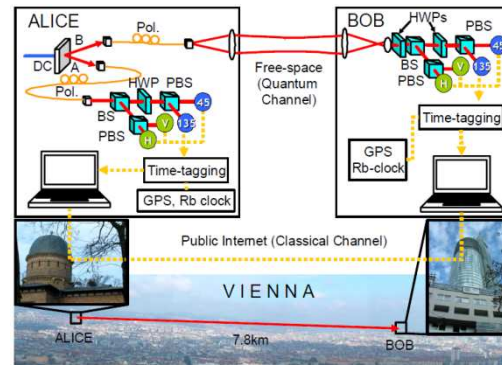 ALICE
B
Pol.
DC
A
Pol.
HWP
PBS
45
BS
V
135
PBS
H
Time-tagging
GPS, Rb clock
Free-space
(Quantum
Channel)
BOB
HWPs
PBS
45
BS
V
135
PBS
H
Time-tagging
GPS
Rb-clock
Public Internet (Classical Channel)
VIENNA
ALICE
7.8km
BOB